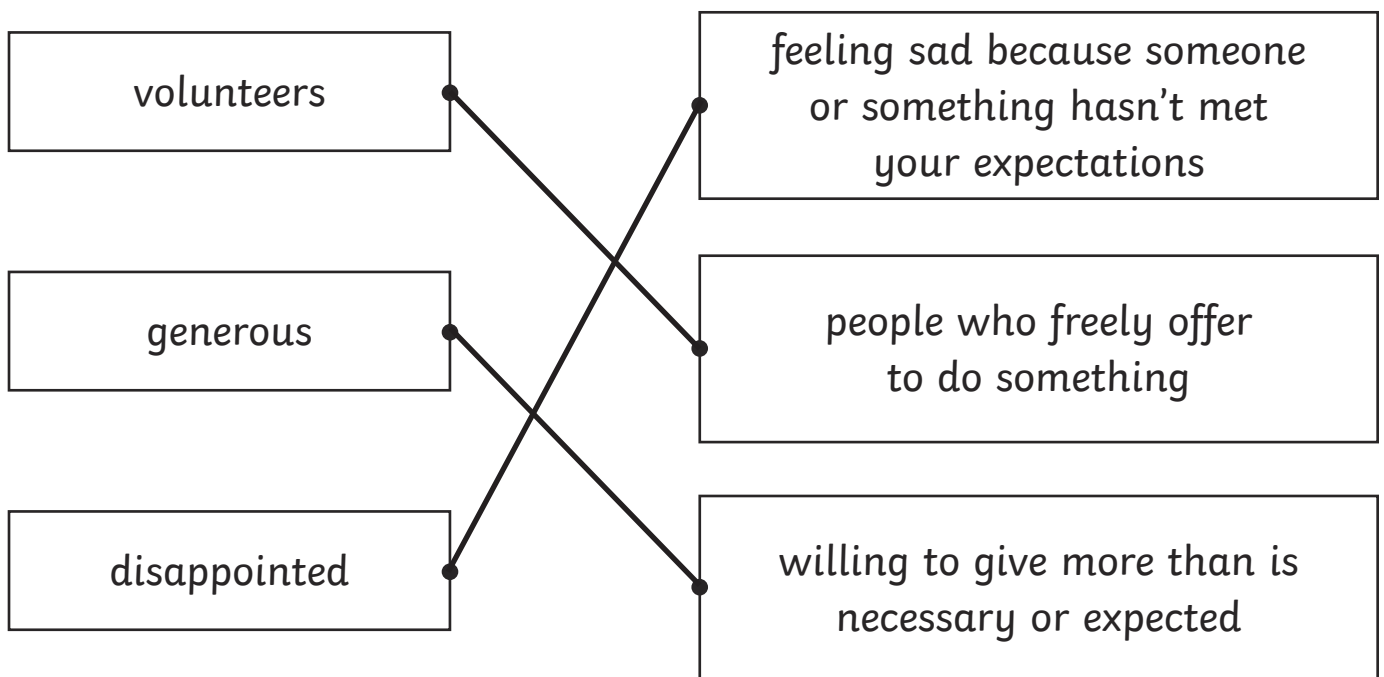 volunteers
feeling sad because someone
or something hasn't met
your expectations
generous
people who freely offer
to do something
disappointed
willing to give more than is
necessary or expected